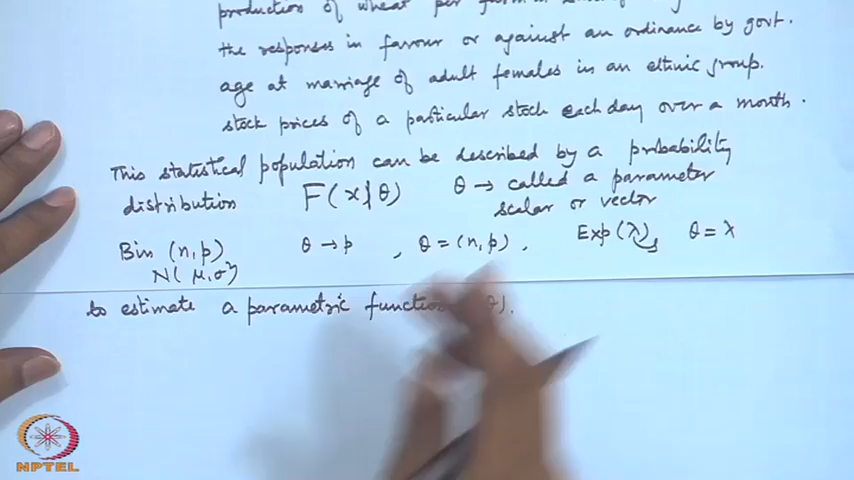 production of wheat per farm in
the responses in favour or against an ordinance by govt.
age at marriage of adult females in an ethnic group.
stock prices of a particular stock each day over a month.
This statistical population can be described by a probability
distribution F(x|θ) θ → called a parameter
scalar or vector
Bin (n,p) θ → p , θ = (n,p) , Exp(λ) θ = λ
N(μ,σ²)
to estimate a parametric function θ).
NPTEL